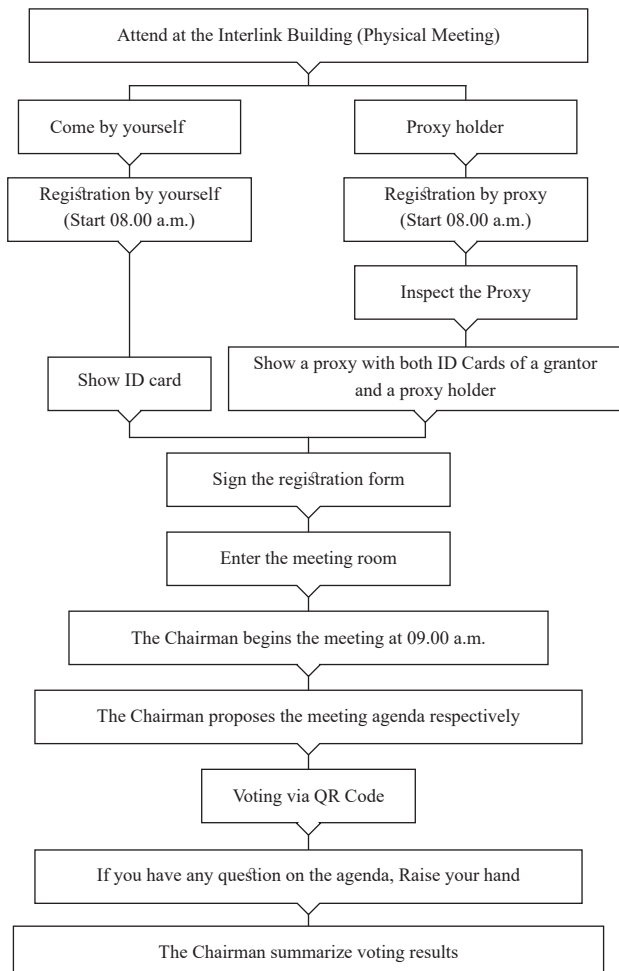 Attend at the Interlink Building (Physical Meeting)
Come by yourself
Proxy holder
Registration by yourself
(Start 08.00 a.m.)
Registration by proxy
(Start 08.00 a.m.)
Inspect the Proxy
Show ID card
Show a proxy with both ID Cards of a grantor
and a proxy holder
Sign the registration form
Enter the meeting room
The Chairman begins the meeting at 09.00 a.m.
The Chairman proposes the meeting agenda respectively
Voting via QR Code
If you have any question on the agenda, Raise your hand
The Chairman summarize voting results